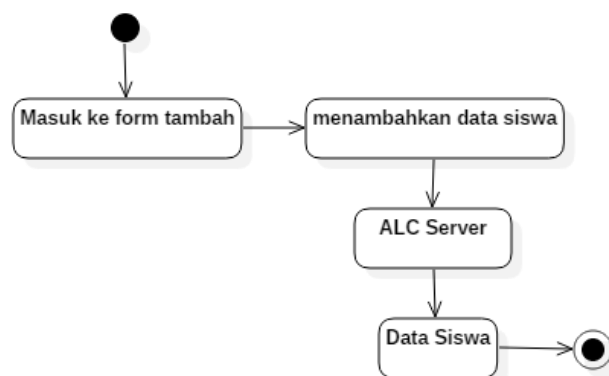 Masuk ke form tambah
menambahkan data siswa
ALC Server
Data Siswa